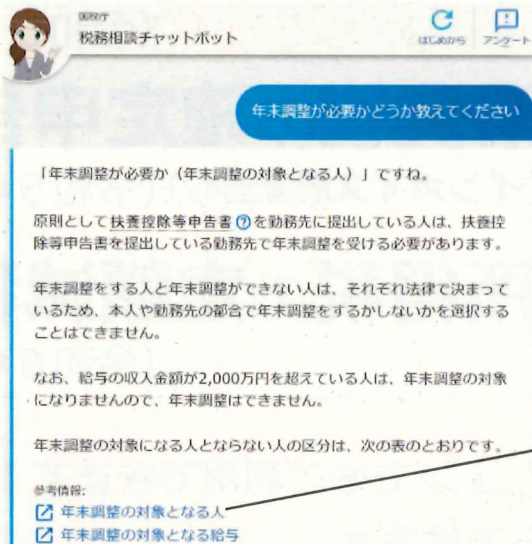 国税庁
税務相談チャットボット
はじめから
アンケート
年末調整が必要かどうか教えてください
「年末調整が必要か（年末調整の対象となる人）」ですね。
原則として扶養控除等申告書?を勤務先に提出している人は、扶養控
除等申告書を提出している勤務先で年末調整を受ける必要があります。
年末調整をする人と年末調整ができない人は、それぞれ法律で決まって
いるため、本人や勤務先の都合で年末調整をするかしないかを選択する
ことはできません。
なお、給与の収入金額が2,000万円を超えている人は、年末調整の対象
になりませんので、年末調整はできません。
年末調整の対象になる人とならない人の区分は、次の表のとおりです。
参考情報:
年末調整の対象となる人
年末調整の対象となる給与